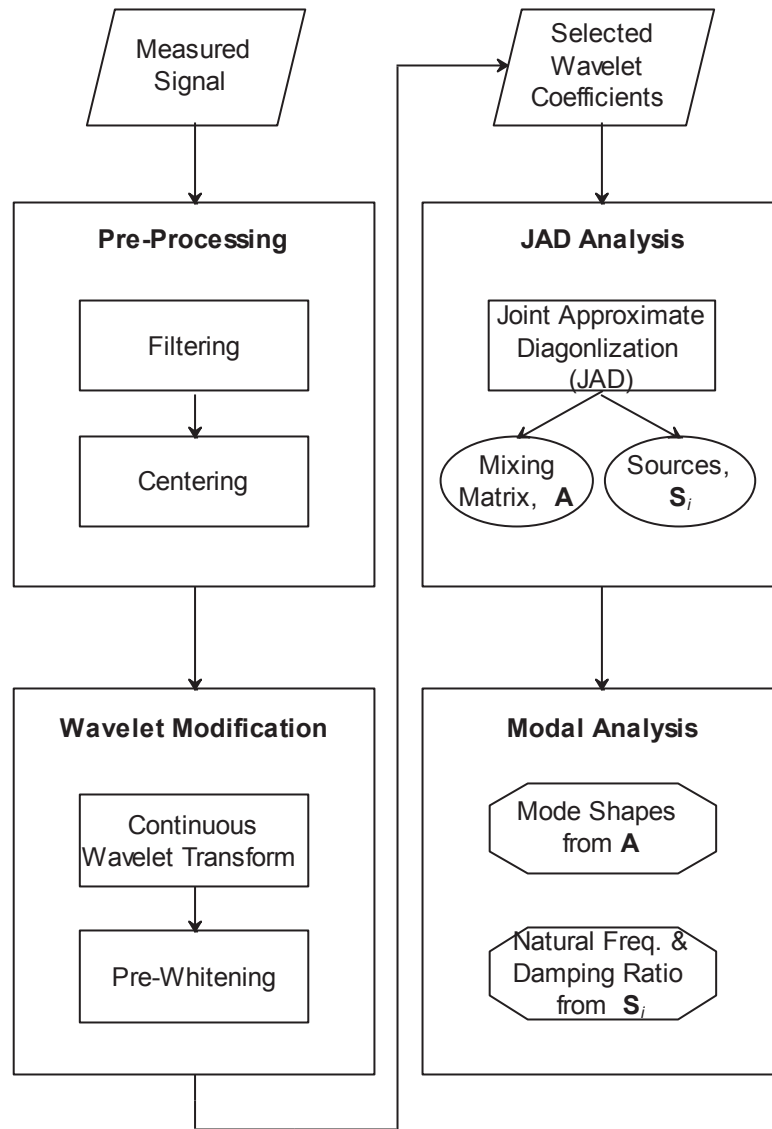 Measured
Signal
Pre-Processing
Filtering
Centering
Wavelet Modification
Continuous
Wavelet Transform
Pre-Whitening
Selected
Wavelet
Coefficients
JAD Analysis
Joint Approximate
Diagonlization
(JAD)
Mixing
Matrix, A
Sources,
Si
Modal Analysis
Mode Shapes
from A
Natural Freq. &
Damping Ratio
from Si